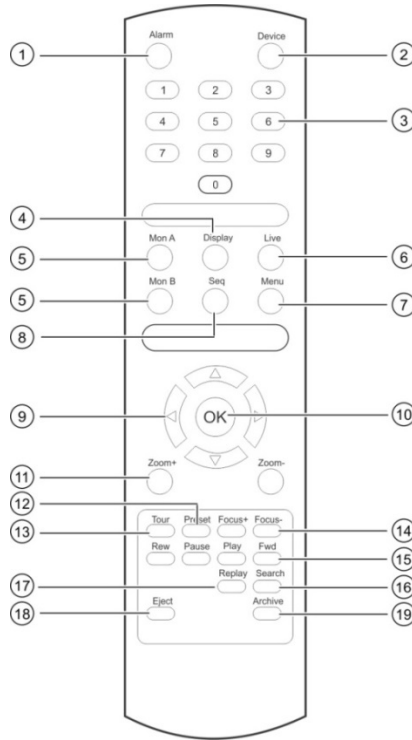 Alarm Device
1 2
1 2 3
4 5 6 3
7 8 9
0
4
Mon A Display Live
5 6
Mon B Seq Menu
5 7
8
9 OK 10
Zoom+ Zoom-
11
12
Tour Preset Focus+ Focus-
13 14
Rew Pause Play Fwd
15
Replay Search
17 16
Eject Archive
18 19